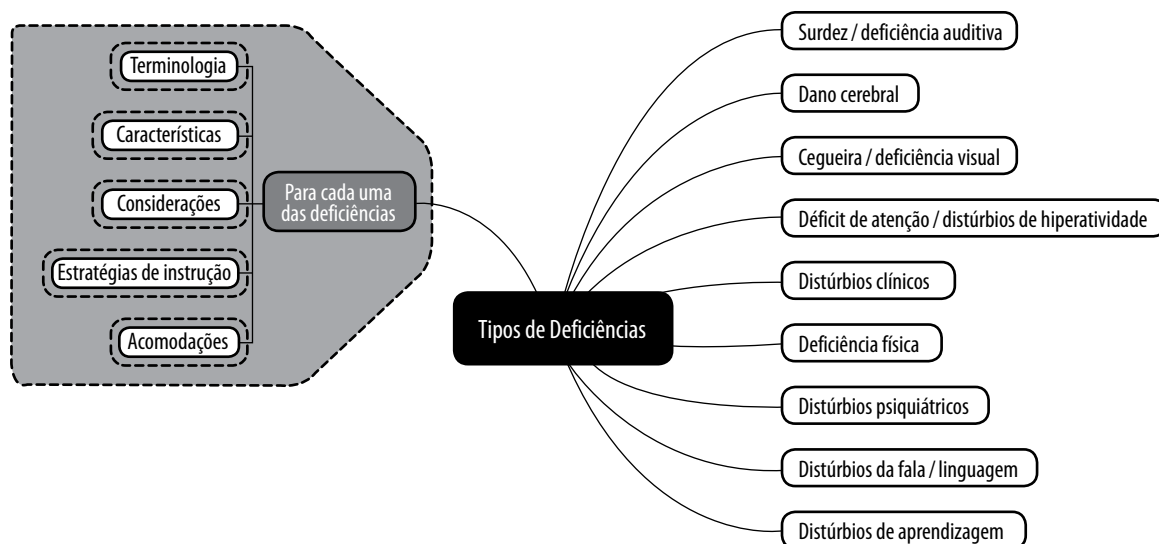 Terminologia
Características
Considerações
Estratégias de instrução
Acomodações
Para cada uma
das deficiências
Tipos de Deficiências
Surdez / deficiência auditiva
Dano cerebral
Cegueira / deficiência visual
Déficit de atenção / distúrbios de hiperatividade
Distúrbios clínicos
Deficiência física
Distúrbios psiquiátricos
Distúrbios da fala / linguagem
Distúrbios de aprendizagem